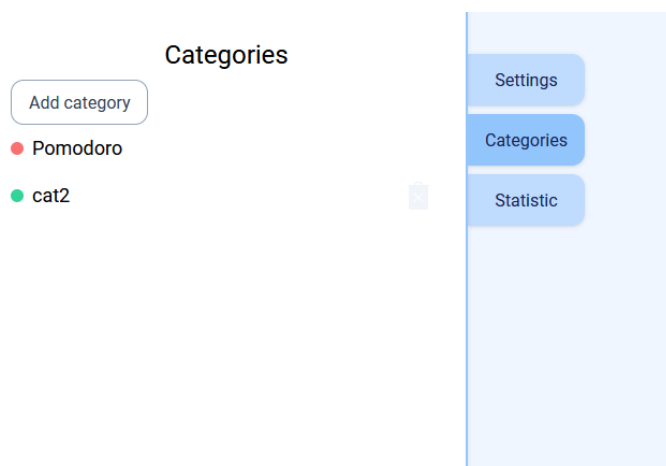 Categories
Add category
Pomodoro
cat2
Settings
Categories
Statistic